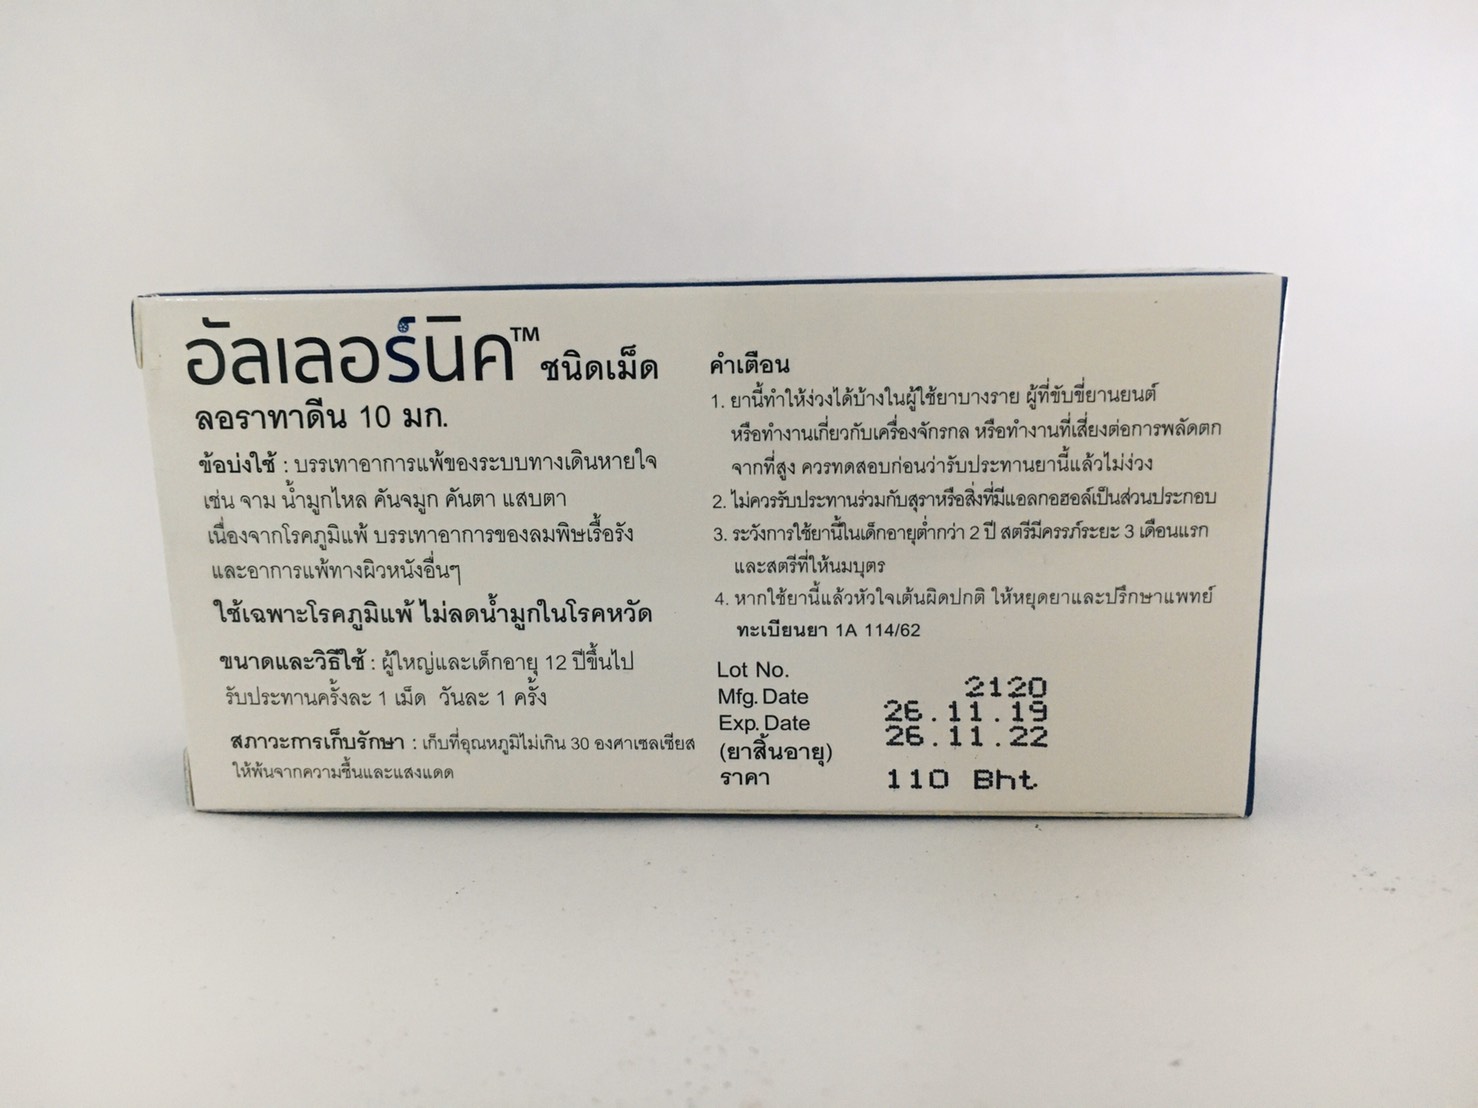 อัลเลอร์นิค™ ชนิดเม็ด
ลอราทาดีน 10 มก.
ข้อบ่งใช้ : บรรเทาอาการแพ้ของระบบทางเดินหายใจ
เช่น จาม น้ำมูกไหล คันจมูก คันตา แสบตา
เนื่องจากโรคภูมิแพ้ บรรเทาอาการของลมพิษเรื้อรัง
และอาการแพ้ทางผิวหนังอื่นๆ
ใช้เฉพาะโรคภูมิแพ้ ไม่ลดน้ำมูกในโรคหวัด
ขนาดและวิธีใช้ : ผู้ใหญ่และเด็กอายุ 12 ปีขึ้นไป
รับประทานครั้งละ 1 เม็ด วันละ 1 ครั้ง
สภาวะการเก็บรักษา : เก็บที่อุณหภูมิไม่เกิน 30 องศาเซลเซียส
ให้พ้นจากความชื้นและแสงแดด
คำเตือน
1. ยานี้ทำให้ง่วงได้บ้างในผู้ใช้ยาบางราย ผู้ที่ขับขี่ยานยนต์
หรือทำงานเกี่ยวกับเครื่องจักรกล หรือทำงานที่เสี่ยงต่อการพลัดตก
จากที่สูง ควรทดสอบก่อนว่ารับประทานยานี้แล้วไม่ง่วง
2. ไม่ควรรับประทานร่วมกับสุราหรือสิ่งที่มีแอลกอฮอล์เป็นส่วนประกอบ
3. ระวังการใช้ยานี้ในเด็กอายุต่ำกว่า 2 ปี สตรีมีครรภ์ระยะ 3 เดือนแรก
และสตรีที่ให้นมบุตร
4. หากใช้ยานี้แล้วหัวใจเต้นผิดปกติ ให้หยุดยาและปรึกษาแพทย์
ทะเบียนยา 1A 114/62
Lot No. 2120
Mfg. Date 26.11.19
Exp. Date 26.11.22
(ยาสิ้นอายุ)
ราคา 110 Bht